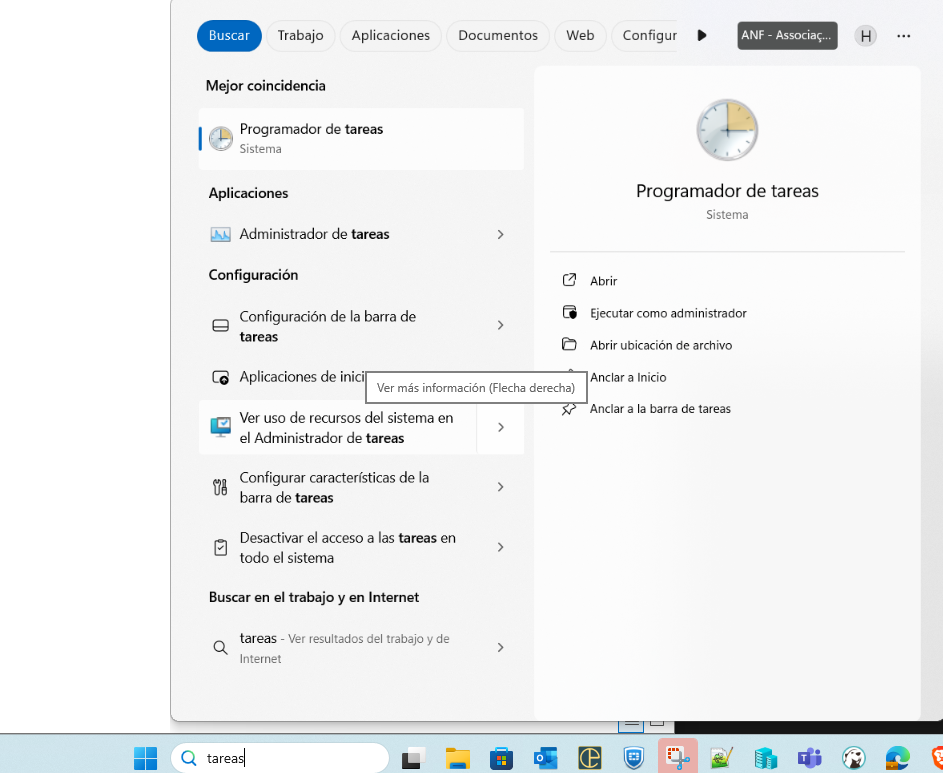 Buscar
Trabajo
Aplicaciones
Documentos
Web
Configur
ANF - Associaç...
H
Mejor coincidencia
Programador de tareas
Sistema
Aplicaciones
Administrador de tareas
Configuración
Configuración de la barra de
tareas
Aplicaciones de inici
Ver uso de recursos del sistema en
el Administrador de tareas
Configurar características de la
barra de tareas
Desactivar el acceso a las tareas en
todo el sistema
Buscar en el trabajo y en Internet
tareas - Ver resultados del trabajo y de
Internet
Programador de tareas
Sistema
Abrir
Ejecutar como administrador
Abrir ubicación de archivo
Anclar a Inicio
Anclar a la barra de tareas
Ver más información (Flecha derecha)
tareas